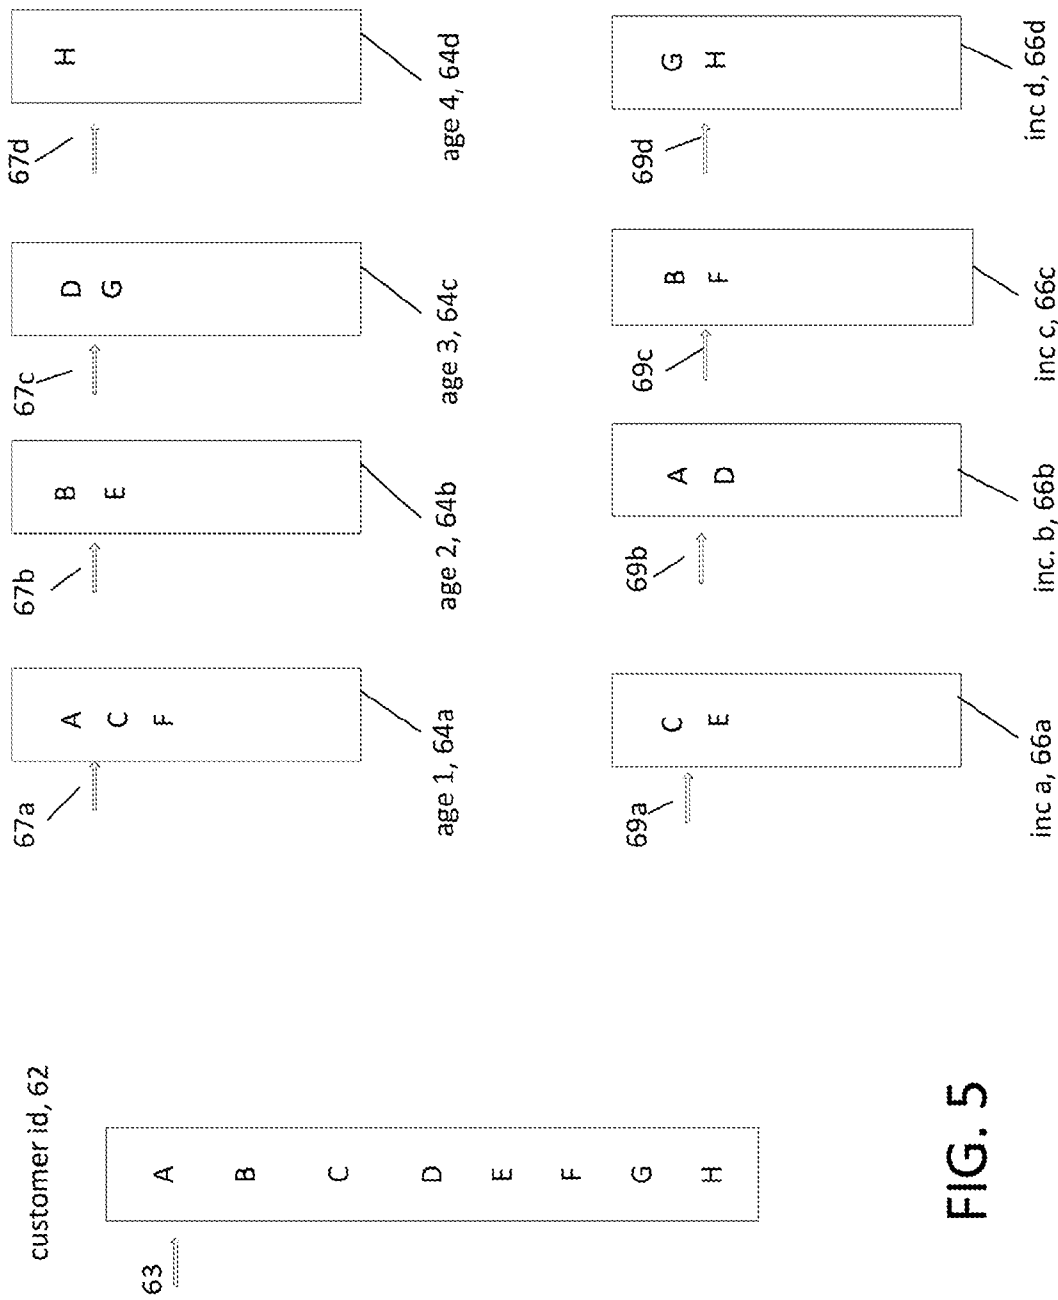 customer id, 62
63
A
B
C
D
E
F
G
H
67a
A
C
F
age 1, 64a
67b
B
E
age 2, 64b
67c
D
G
age 3, 64c
67d
H
age 4, 64d
69a
C
E
inc a, 66a
69b
A
D
inc. b, 66b
69c
B
F
inc c, 66c
69d
G
H
inc d, 66d
FIG. 5